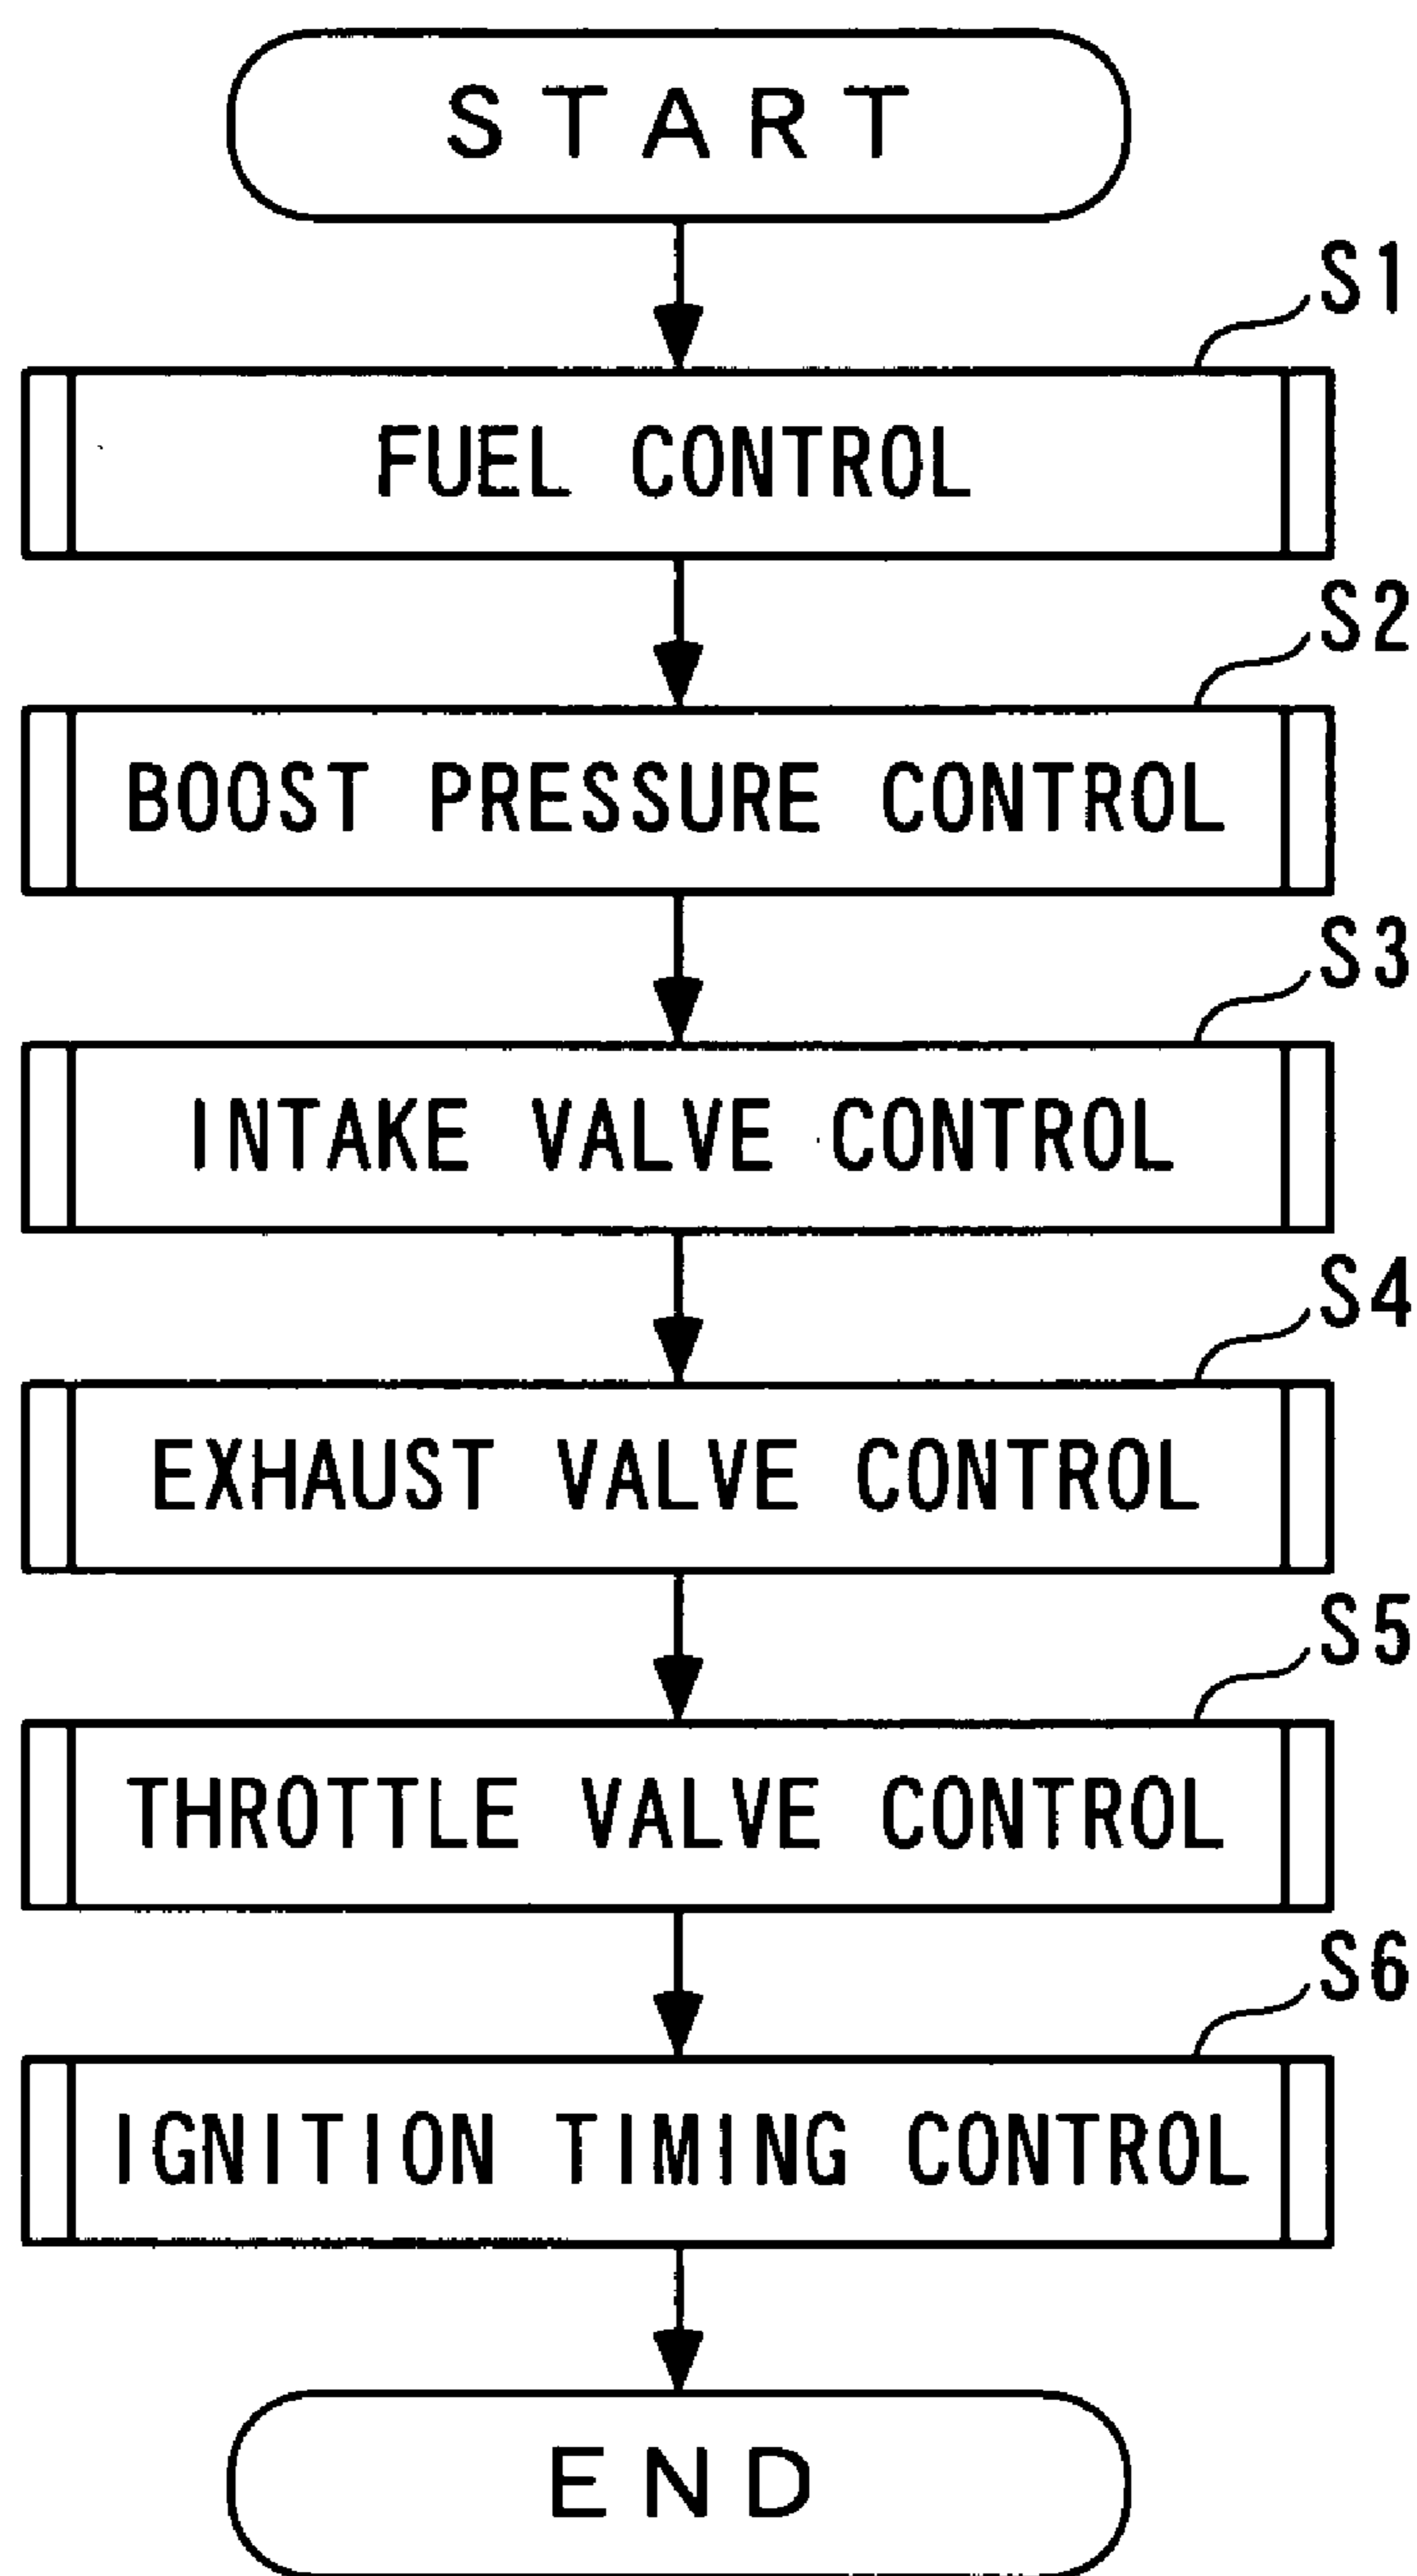 START
S1
FUEL CONTROL
S2
BOOST PRESSURE CONTROL
S3
INTAKE VALVE CONTROL
S4
EXHAUST VALVE CONTROL
S5
THROTTLE VALVE CONTROL
S6
IGNITION TIMING CONTROL
END